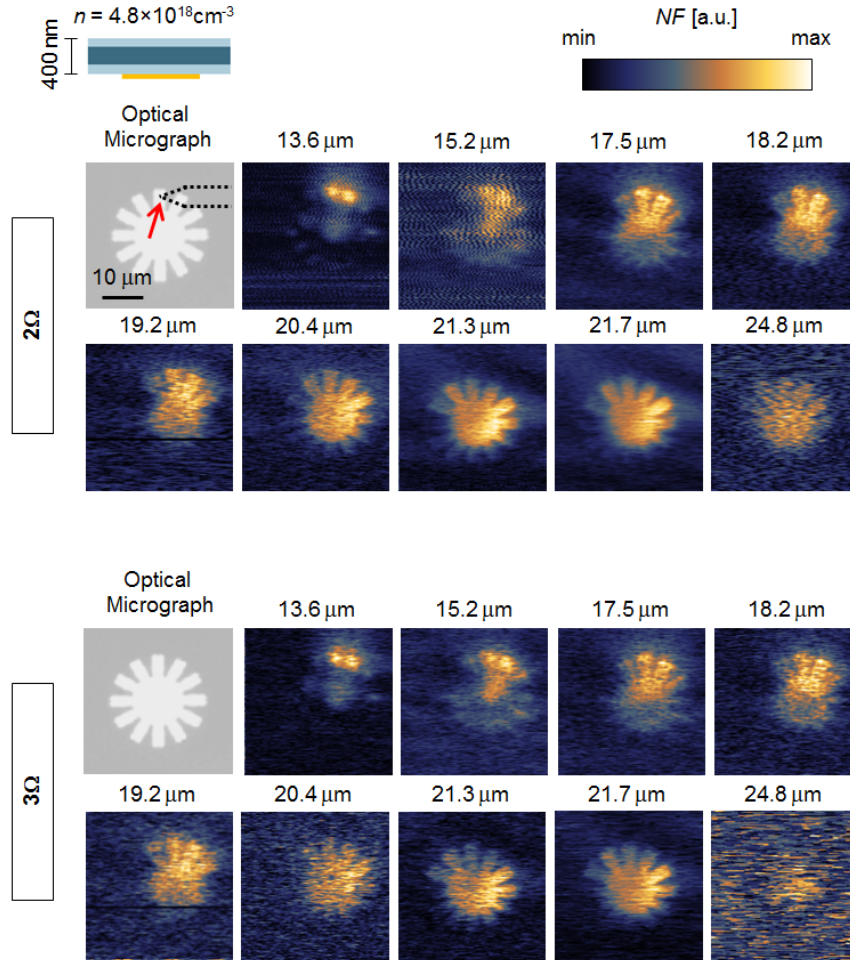 n = 4.8×10¹⁸cm⁻³
400 nm
NF [a.u.]
min max
Optical
Micrograph
13.6 μm 15.2 μm 17.5 μm 18.2 μm
10 μm
2Ω
19.2 μm 20.4 μm 21.3 μm 21.7 μm 24.8 μm
Optical
Micrograph
13.6 μm 15.2 μm 17.5 μm 18.2 μm
3Ω
19.2 μm 20.4 μm 21.3 μm 21.7 μm 24.8 μm